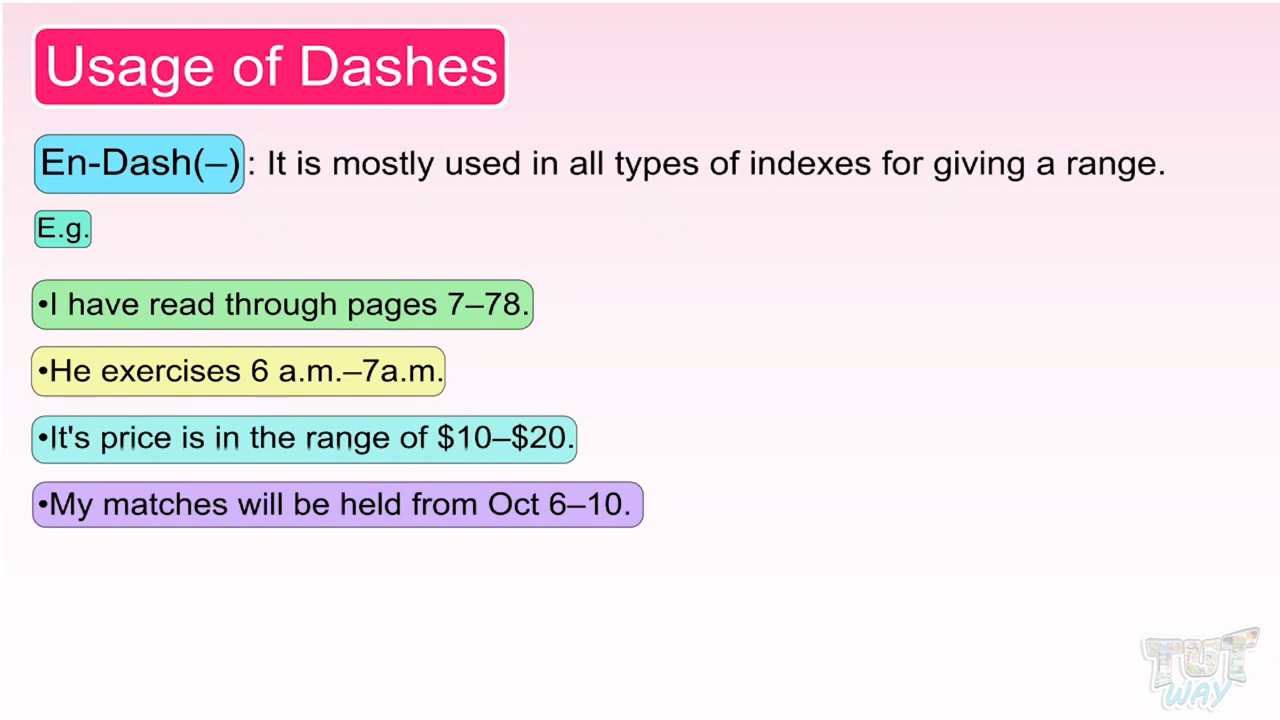 Usage of Dashes
En-Dash(–): It is mostly used in all types of indexes for giving a range.
E.g.
•I have read through pages 7–78.
•He exercises 6 a.m.–7a.m.
•It's price is in the range of $10–$20.
•My matches will be held from Oct 6–10.
TUT
WAY